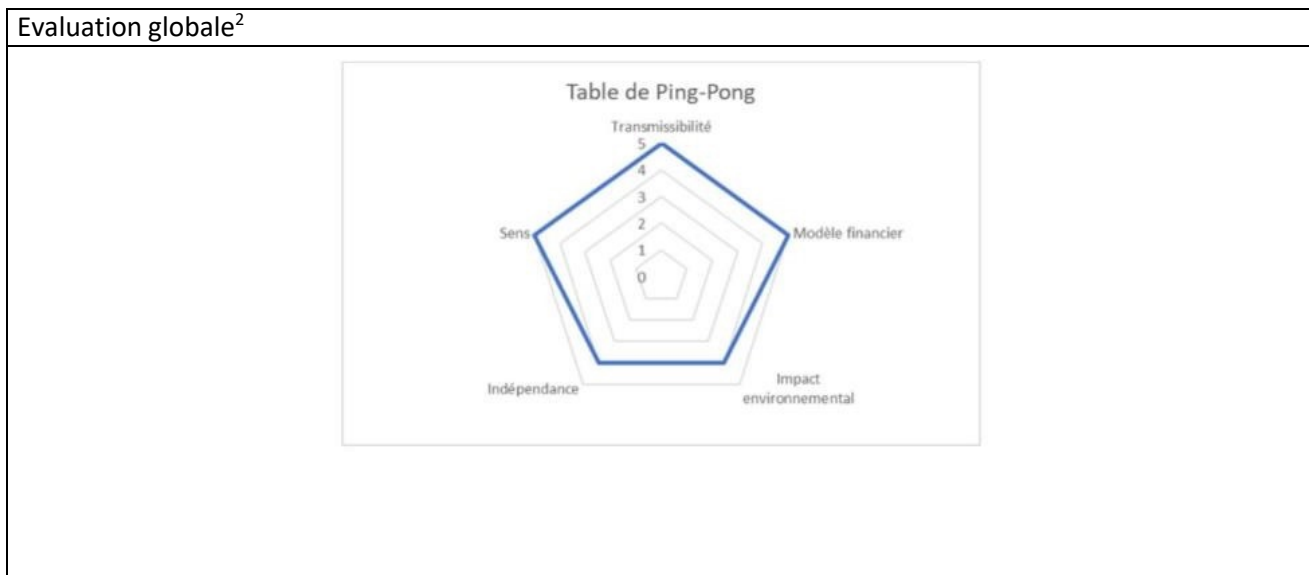 Evaluation globale²
Table de Ping-Pong
Transmissibilité
5
4
3
2
1
0
Sens
Modèle financier
Indépendance
Impact
environnemental